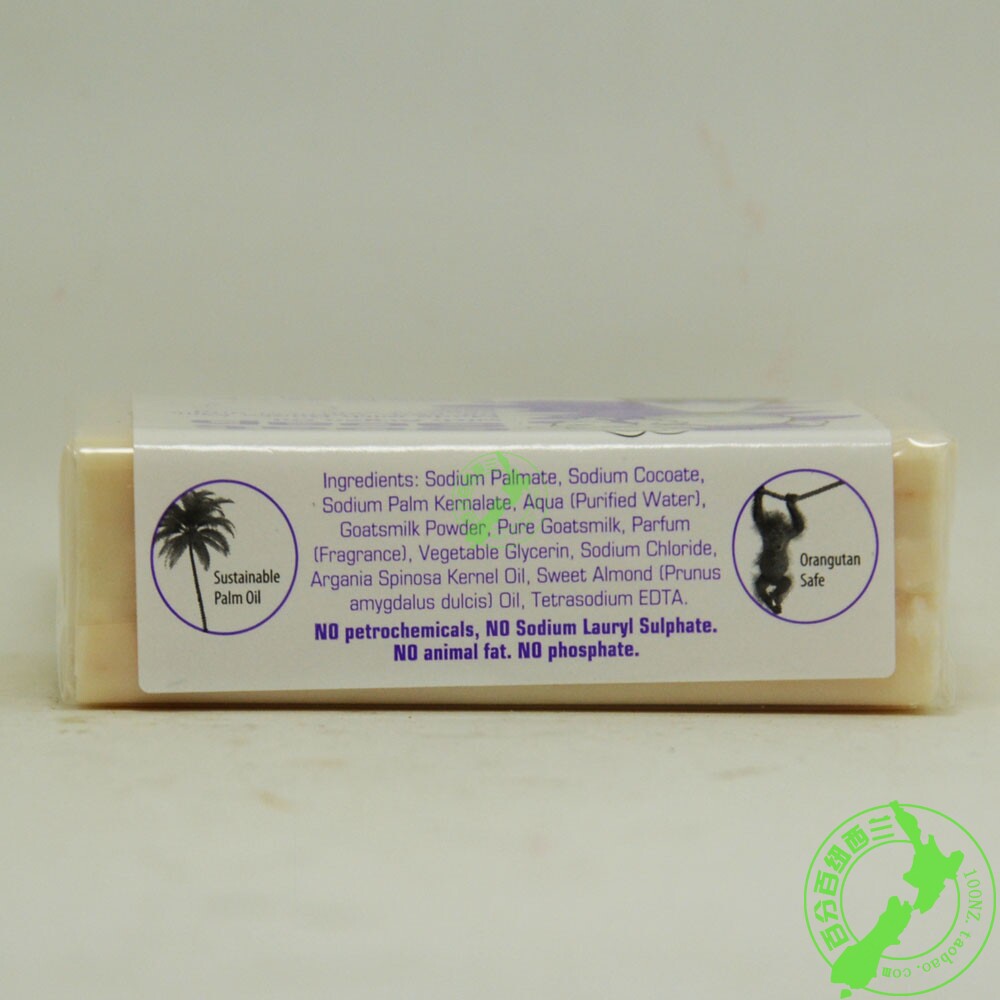 Ingredients: Sodium Palmate, Sodium Cocoate,
Sodium Palm Kernalate, Aqua (Purified Water),
Goatsmilk Powder, Pure Goatsmilk, Parfum
(Fragrance), Vegetable Glycerin, Sodium Chloride,
Argania Spinosa Kernel Oil, Sweet Almond (Prunus
amygdalus dulcis) Oil, Tetrasodium EDTA.
NO petrochemicals, NO Sodium Lauryl Sulphate.
NO animal fat. NO phosphate.
Sustainable
Palm Oil
Orangutan
Safe
百分百纽西兰
100NZ.taobao.com